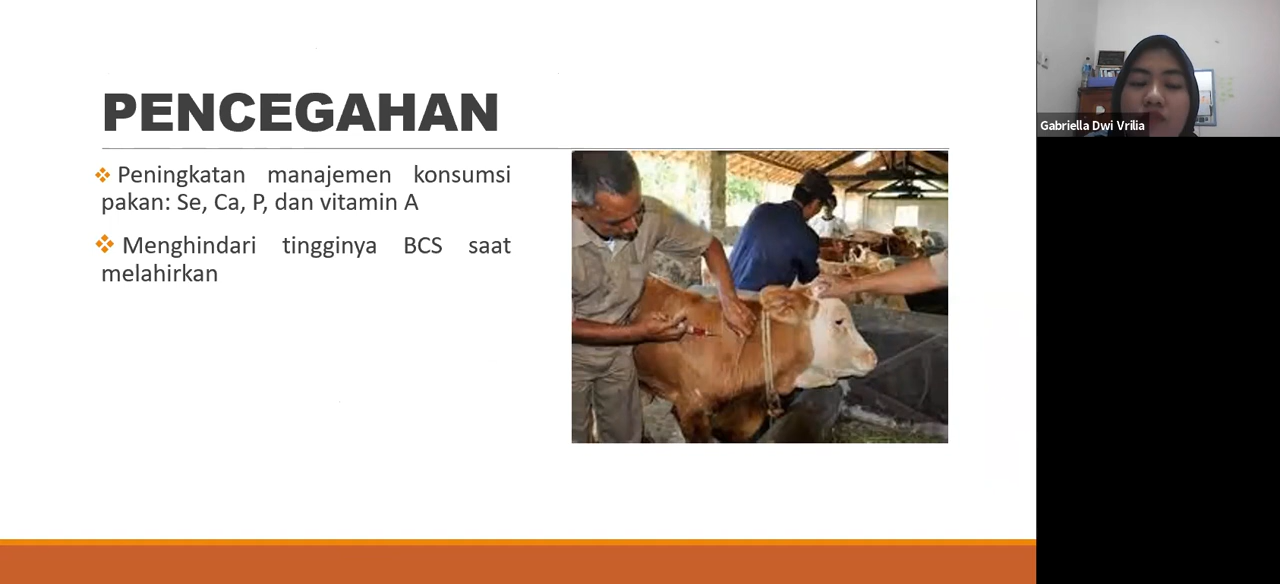 PENCEGAHAN
❖ Peningkatan manajemen konsumsi
pakan: Se, Ca, P, dan vitamin A
❖ Menghindari tingginya BCS saat
melahirkan
Gabriella Dwi Vrilia